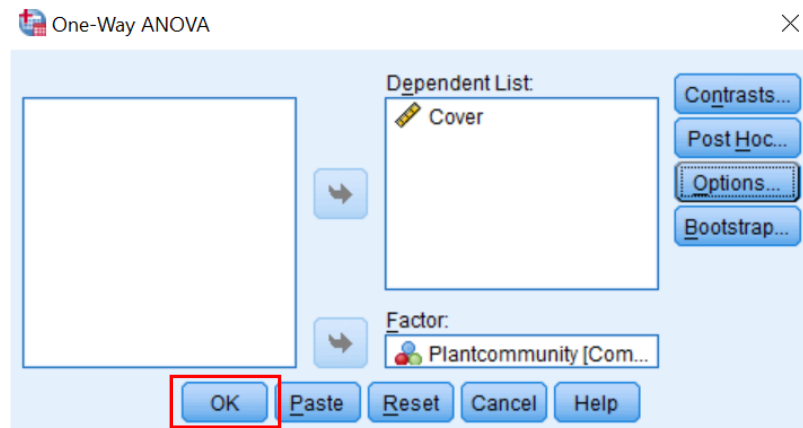 One-Way ANOVA
Dependent List:
Cover
Contrasts...
Post Hoc...
Options...
Bootstrap...
Factor:
Plantcommunity [Com...
OK Paste Reset Cancel Help